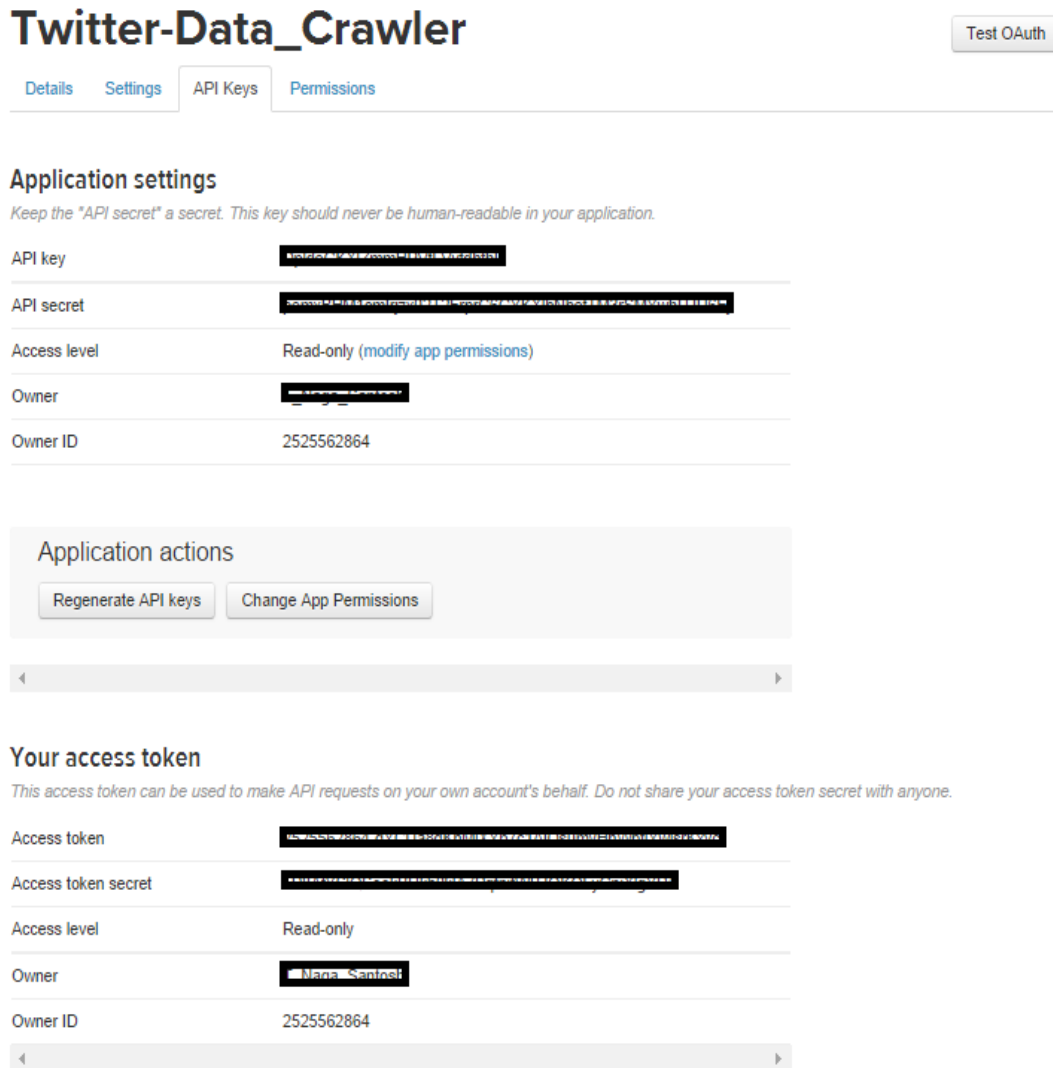 Twitter-Data_Crawler
Test OAuth
Details Settings API Keys Permissions
Application settings
Keep the "API secret" a secret. This key should never be human-readable in your application.
API key
API secret
Access level Read-only (modify app permissions)
Owner
Owner ID 2525562864
Application actions
Regenerate API keys Change App Permissions
Your access token
This access token can be used to make API requests on your own account's behalf. Do not share your access token secret with anyone.
Access token
Access token secret
Access level Read-only
Owner
Owner ID 2525562864